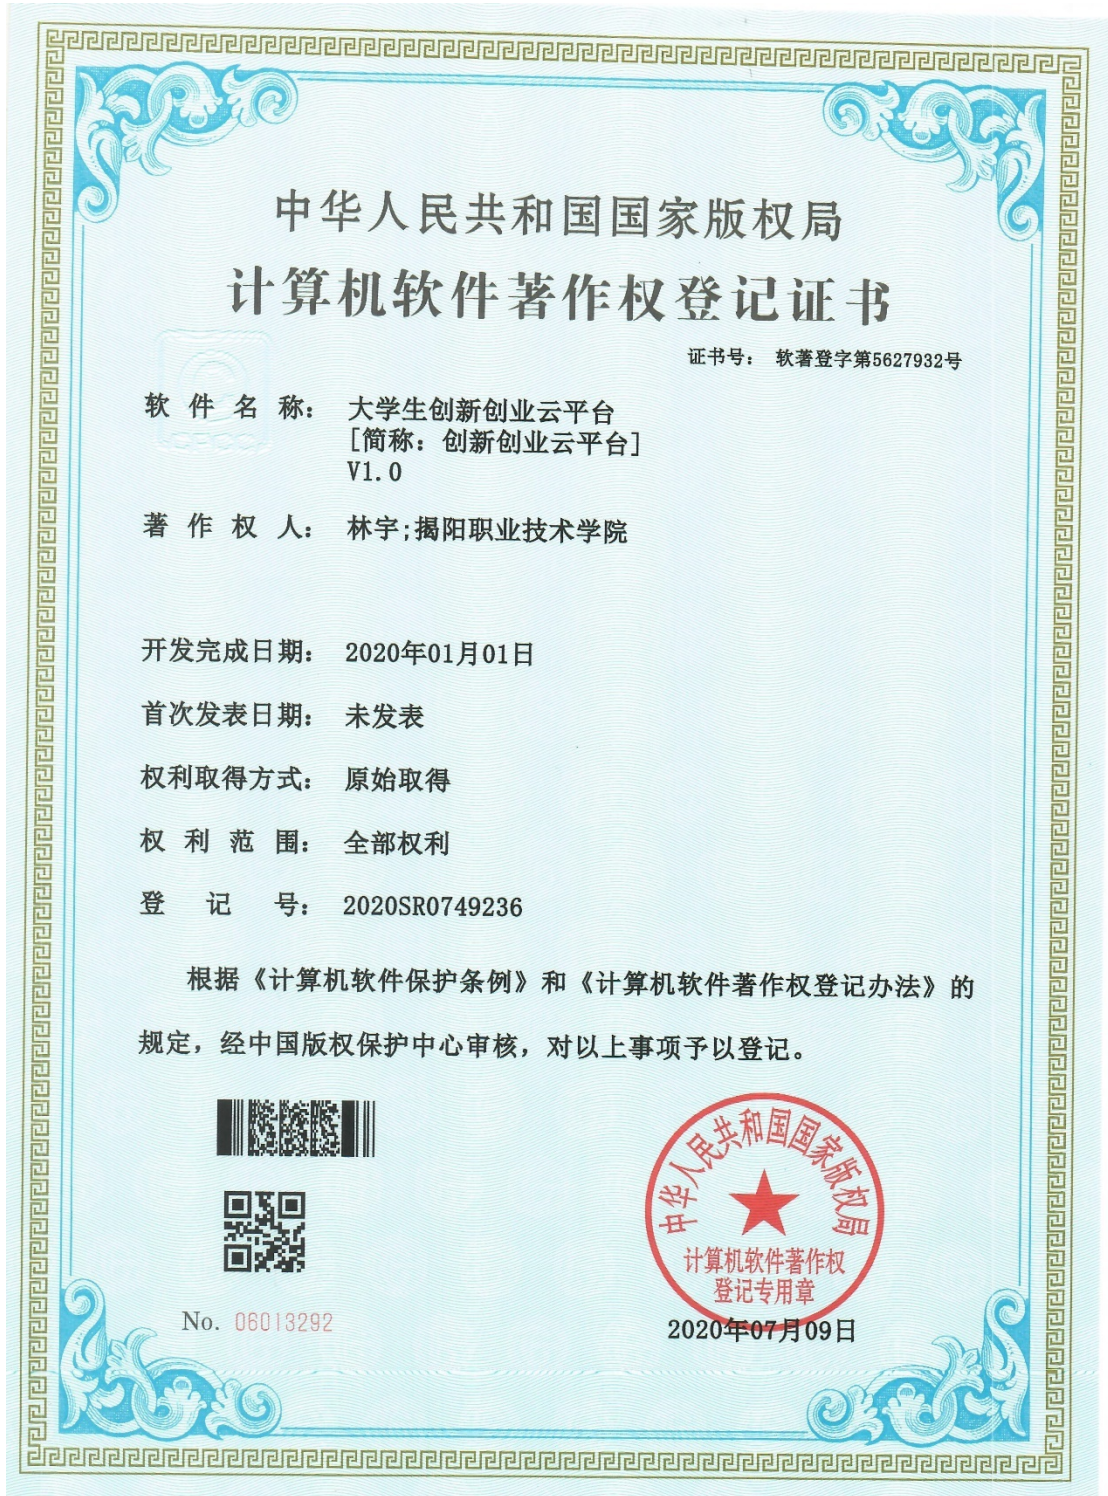 中华人民共和国国家版权局
计算机软件著作权登记证书
证书号： 软著登字第5627932号
软件名称： 大学生创新创业云平台
[简称：创新创业云平台]
V1.0
著作权人： 林宇;揭阳职业技术学院
开发完成日期： 2020年01月01日
首次发表日期： 未发表
权利取得方式： 原始取得
权利范围： 全部权利
登记号： 2020SR0749236
根据《计算机软件保护条例》和《计算机软件著作权登记办法》的
规定，经中国版权保护中心审核，对以上事项予以登记。
中华人民共和国国家版权局
计算机软件著作权
登记专用章
No. 06013292
2020年07月09日